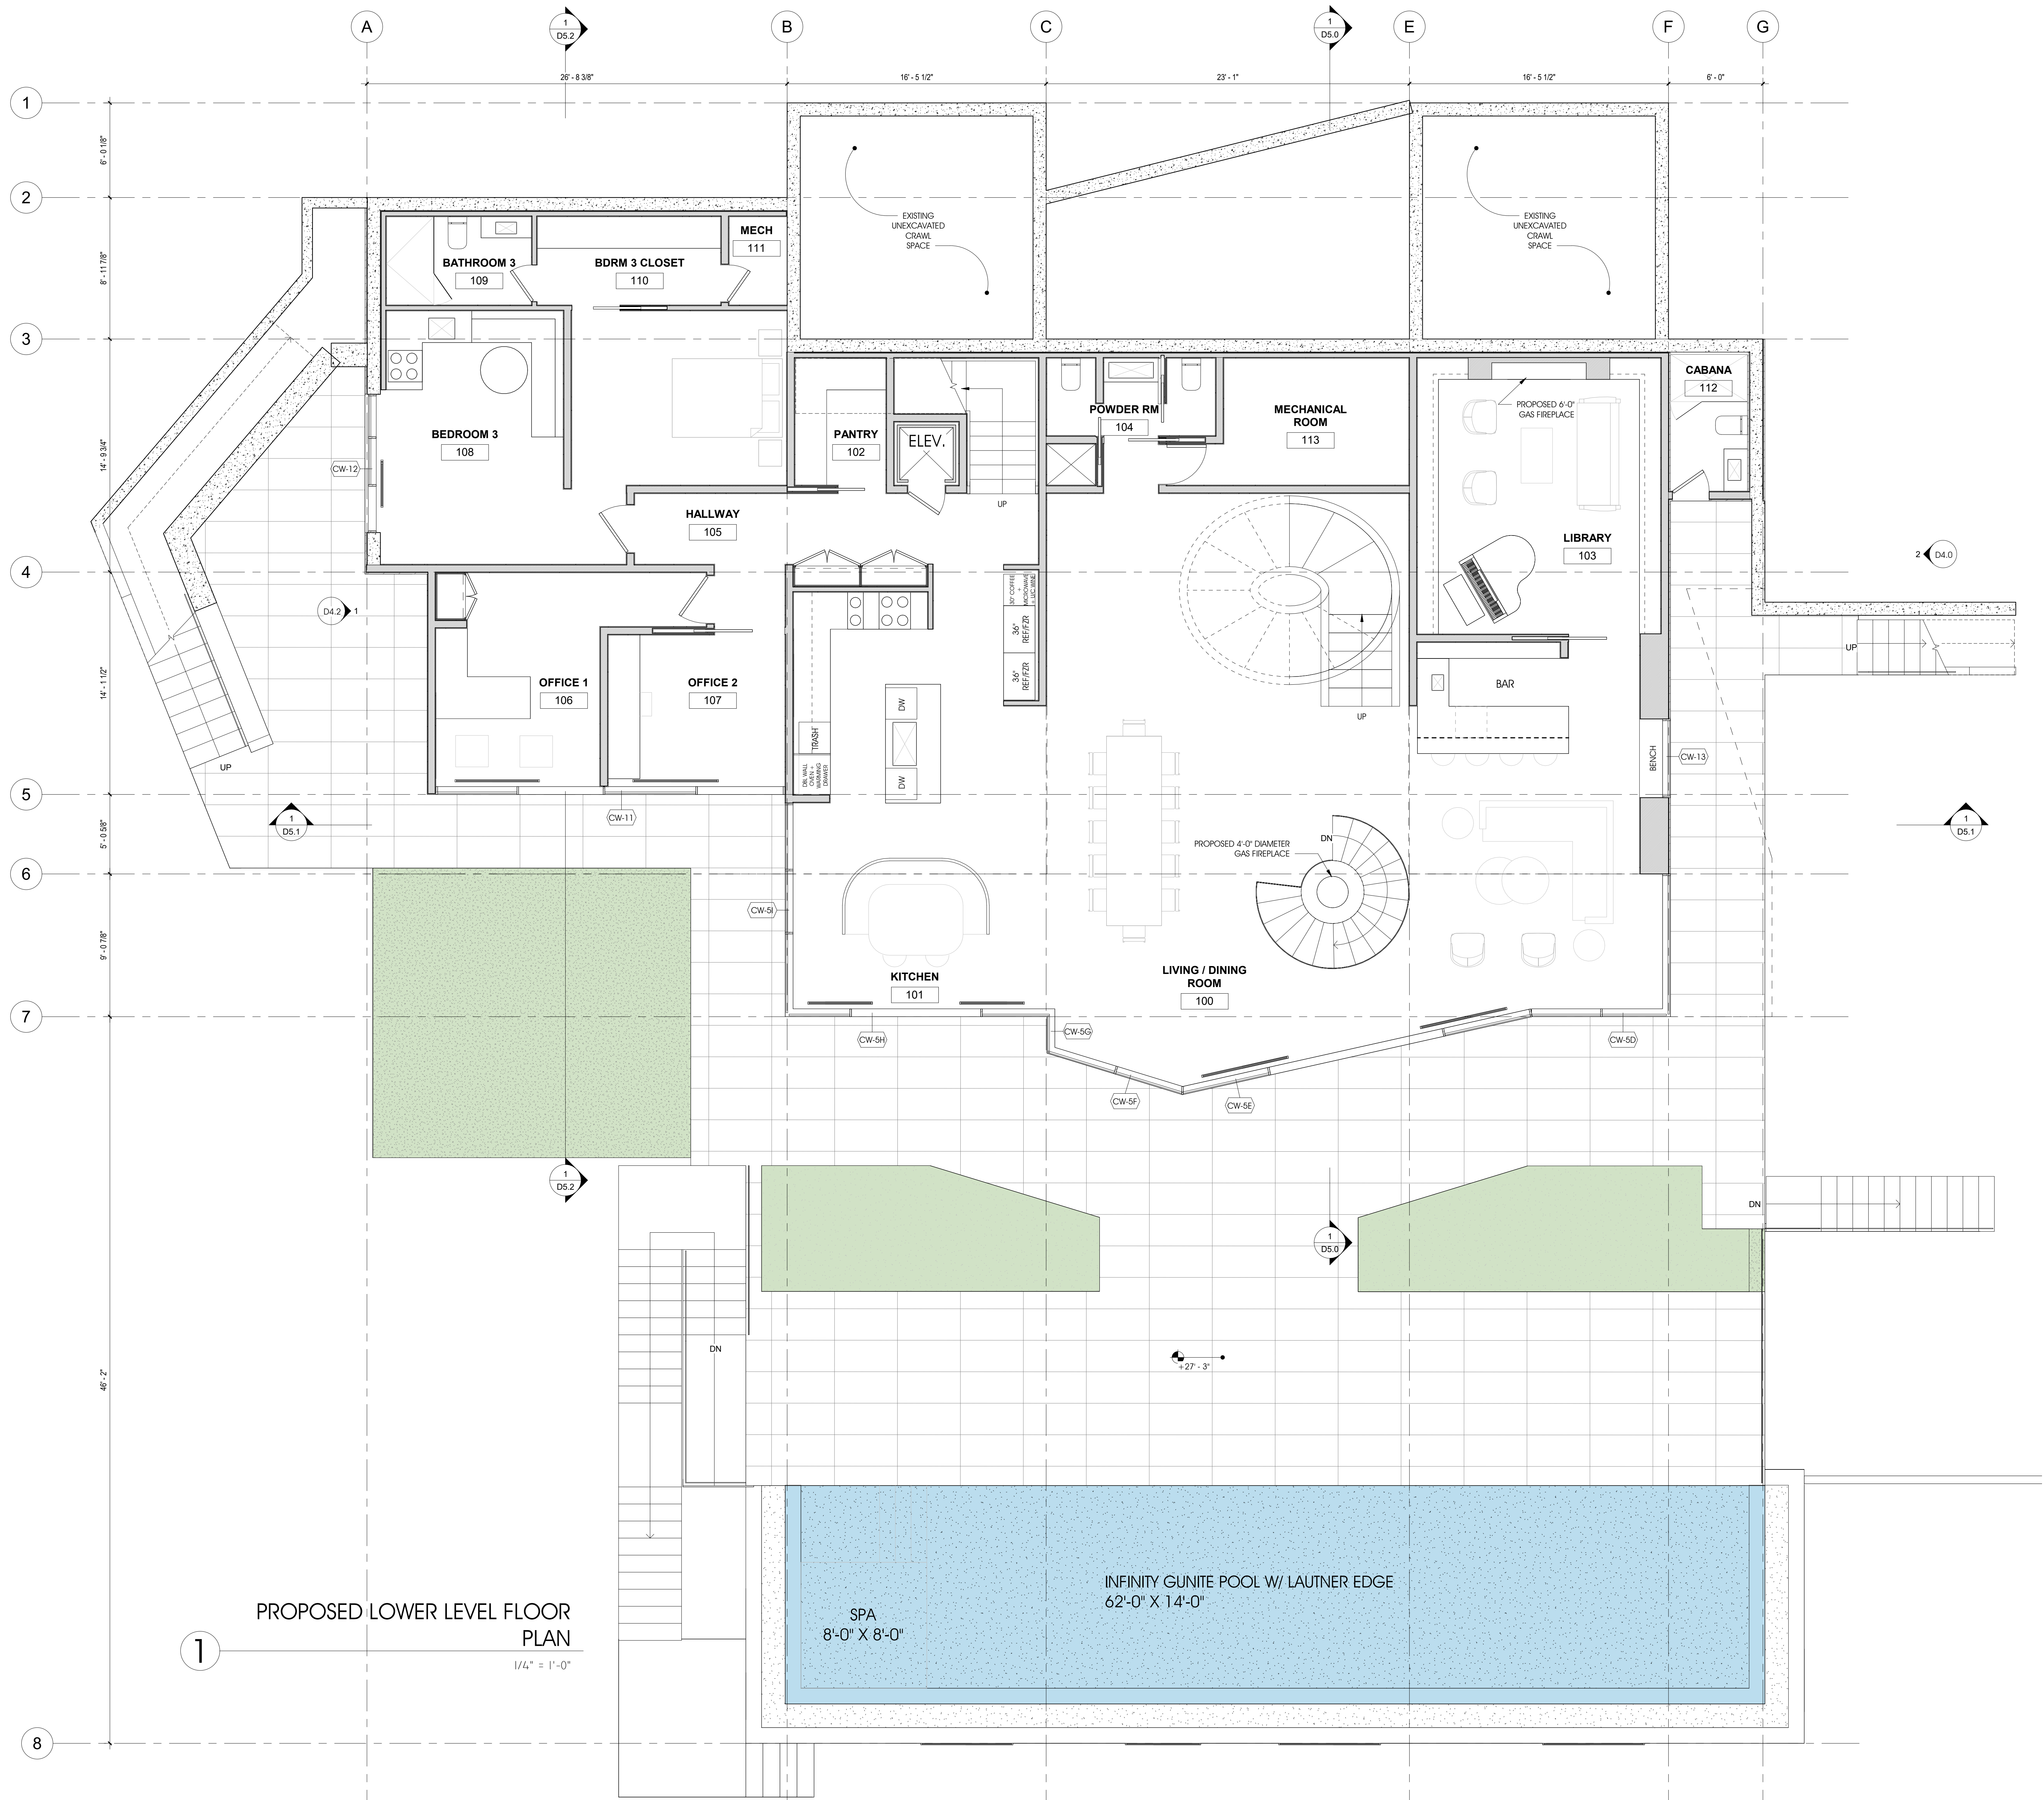 A
1
D5.2
B
C
1
D5.0
E
F
G
26' - 8 3/8"
16' - 5 1/2"
23' - 1"
16' - 5 1/2"
6' - 0"
1
6' - 0 1/8"
2
EXISTING
UNEXCAVATED
CRAWL
SPACE
EXISTING
UNEXCAVATED
CRAWL
SPACE
MECH
111
BATHROOM 3
109
BDRM 3 CLOSET
110
8' - 11 7/8"
3
CABANA
112
PROPOSED 6'-0"
GAS FIREPLACE
POWDER RM
104
MECHANICAL
ROOM
113
BEDROOM 3
108
PANTRY
102
ELEV.
14' - 9 3/4"
CW-12
UP
HALLWAY
105
LIBRARY
103
2
D4.0
4
30" COFFEE
+
MICROWAVE
+ U/C WINE
D4.2
1
36"
REF/FZR
36"
REF/FZR
UP
OFFICE 1
106
OFFICE 2
107
BAR
14' - 1 1/2"
DW
UP
TRASH
BENCH
CW-13
UP
DBL WALL
OVEN +
WARMING
DRAWER
DW
5
CW-11
1
D5.1
1
D5.1
5' - 0 5/8"
DN
PROPOSED 4'-0" DIAMETER
GAS FIREPLACE
6
CW-5I
9' - 0 7/8"
KITCHEN
101
LIVING / DINING
ROOM
100
7
CW-5H
CW-5G
CW-5D
CW-5F
CW-5E
1
D5.2
DN
1
D5.0
DN
+27' - 3"
46' - 2"
INFINITY GUNITE POOL W/ LAUTNER EDGE
62'-0" X 14'-0"
SPA
8'-0" X 8'-0"
PROPOSED LOWER LEVEL FLOOR
PLAN
1
1/4" = 1'-0"
8